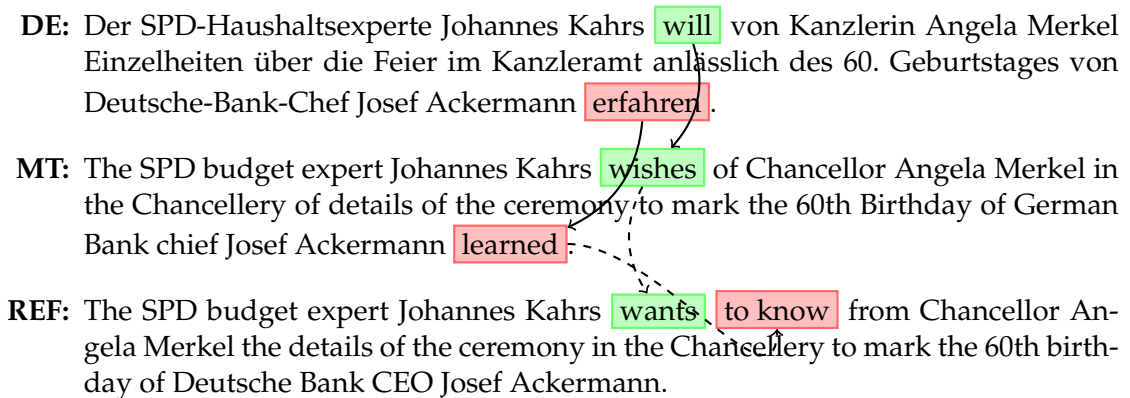 DE: Der SPD-Haushaltsexperte Johannes Kahrs will von Kanzlerin Angela Merkel
Einzelheiten über die Feier im Kanzleramt anlässlich des 60. Geburtstages von
Deutsche-Bank-Chef Josef Ackermann erfahren.
MT: The SPD budget expert Johannes Kahrs wishes of Chancellor Angela Merkel in
the Chancellery of details of the ceremony to mark the 60th Birthday of German
Bank chief Josef Ackermann learned.
REF: The SPD budget expert Johannes Kahrs wants to know from Chancellor An-
gela Merkel the details of the ceremony in the Chancellery to mark the 60th birth-
day of Deutsche Bank CEO Josef Ackermann.